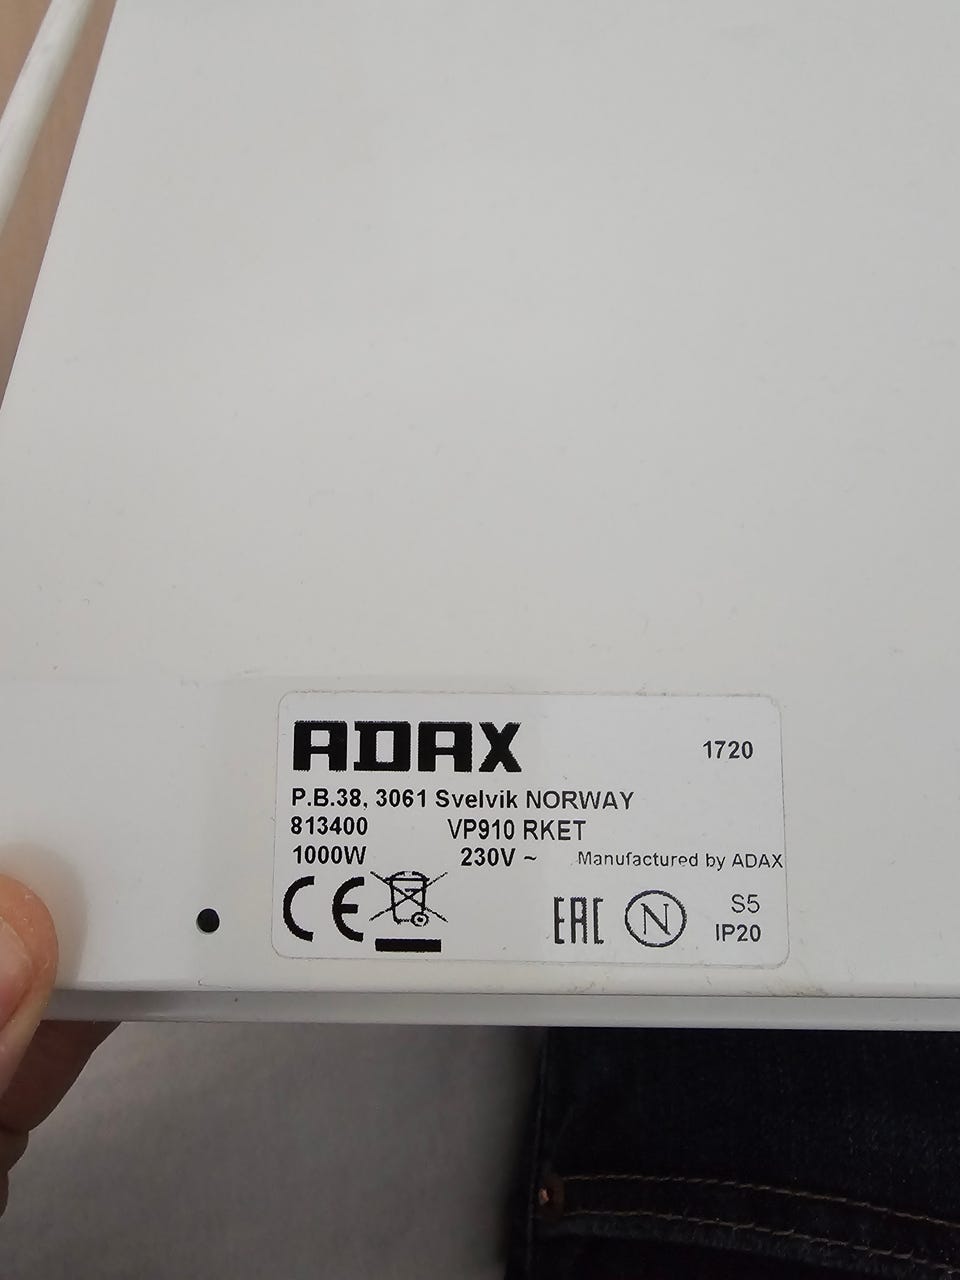 ADAX
1720
P.B.38, 3061 Svelvik NORWAY
813400 VP910 RKET
1000W 230V ~ Manufactured by ADAX
CE EAC N S5
IP20